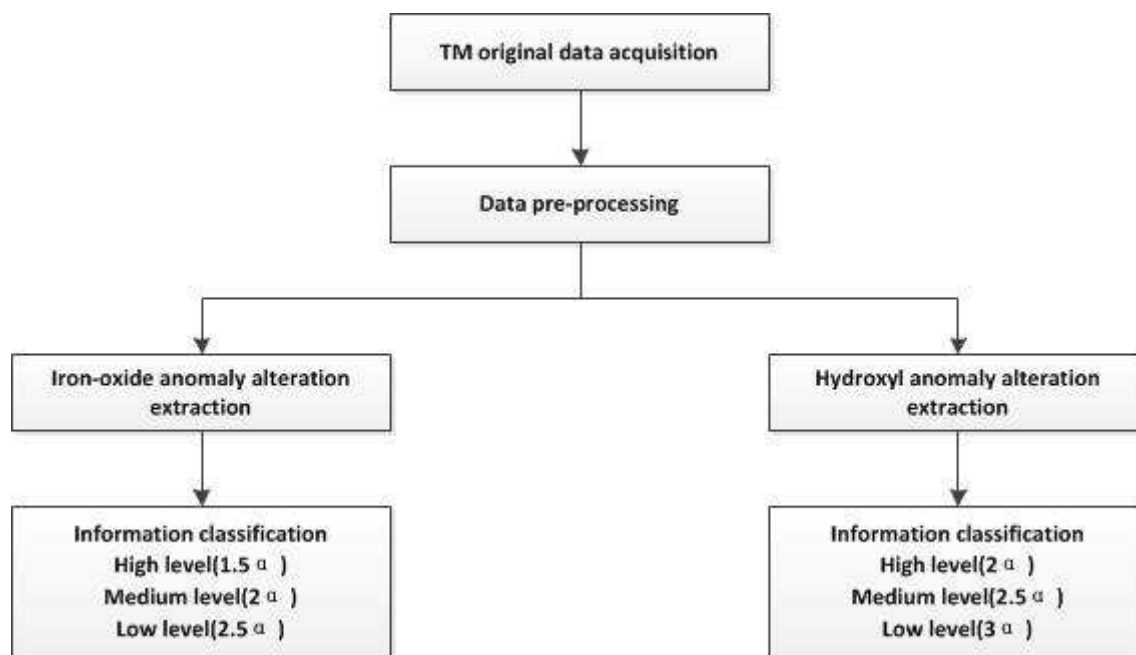 TM original data acquisition
Data pre-processing
Iron-oxide anomaly alteration
extraction
Hydroxyl anomaly alteration
extraction
Information classification
High level(1.5 α )
Medium level(2 α )
Low level(2.5 α )
Information classification
High level(2 α )
Medium level(2.5 α )
Low level(3 α )